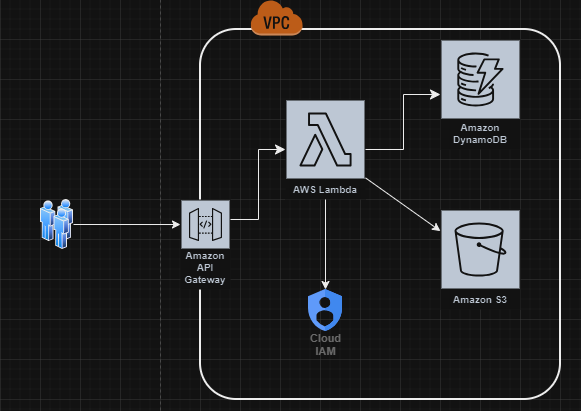 VPC
Amazon
DynamoDB
AWS Lambda
</>
Amazon
API
Gateway
Amazon S3
Cloud
IAM